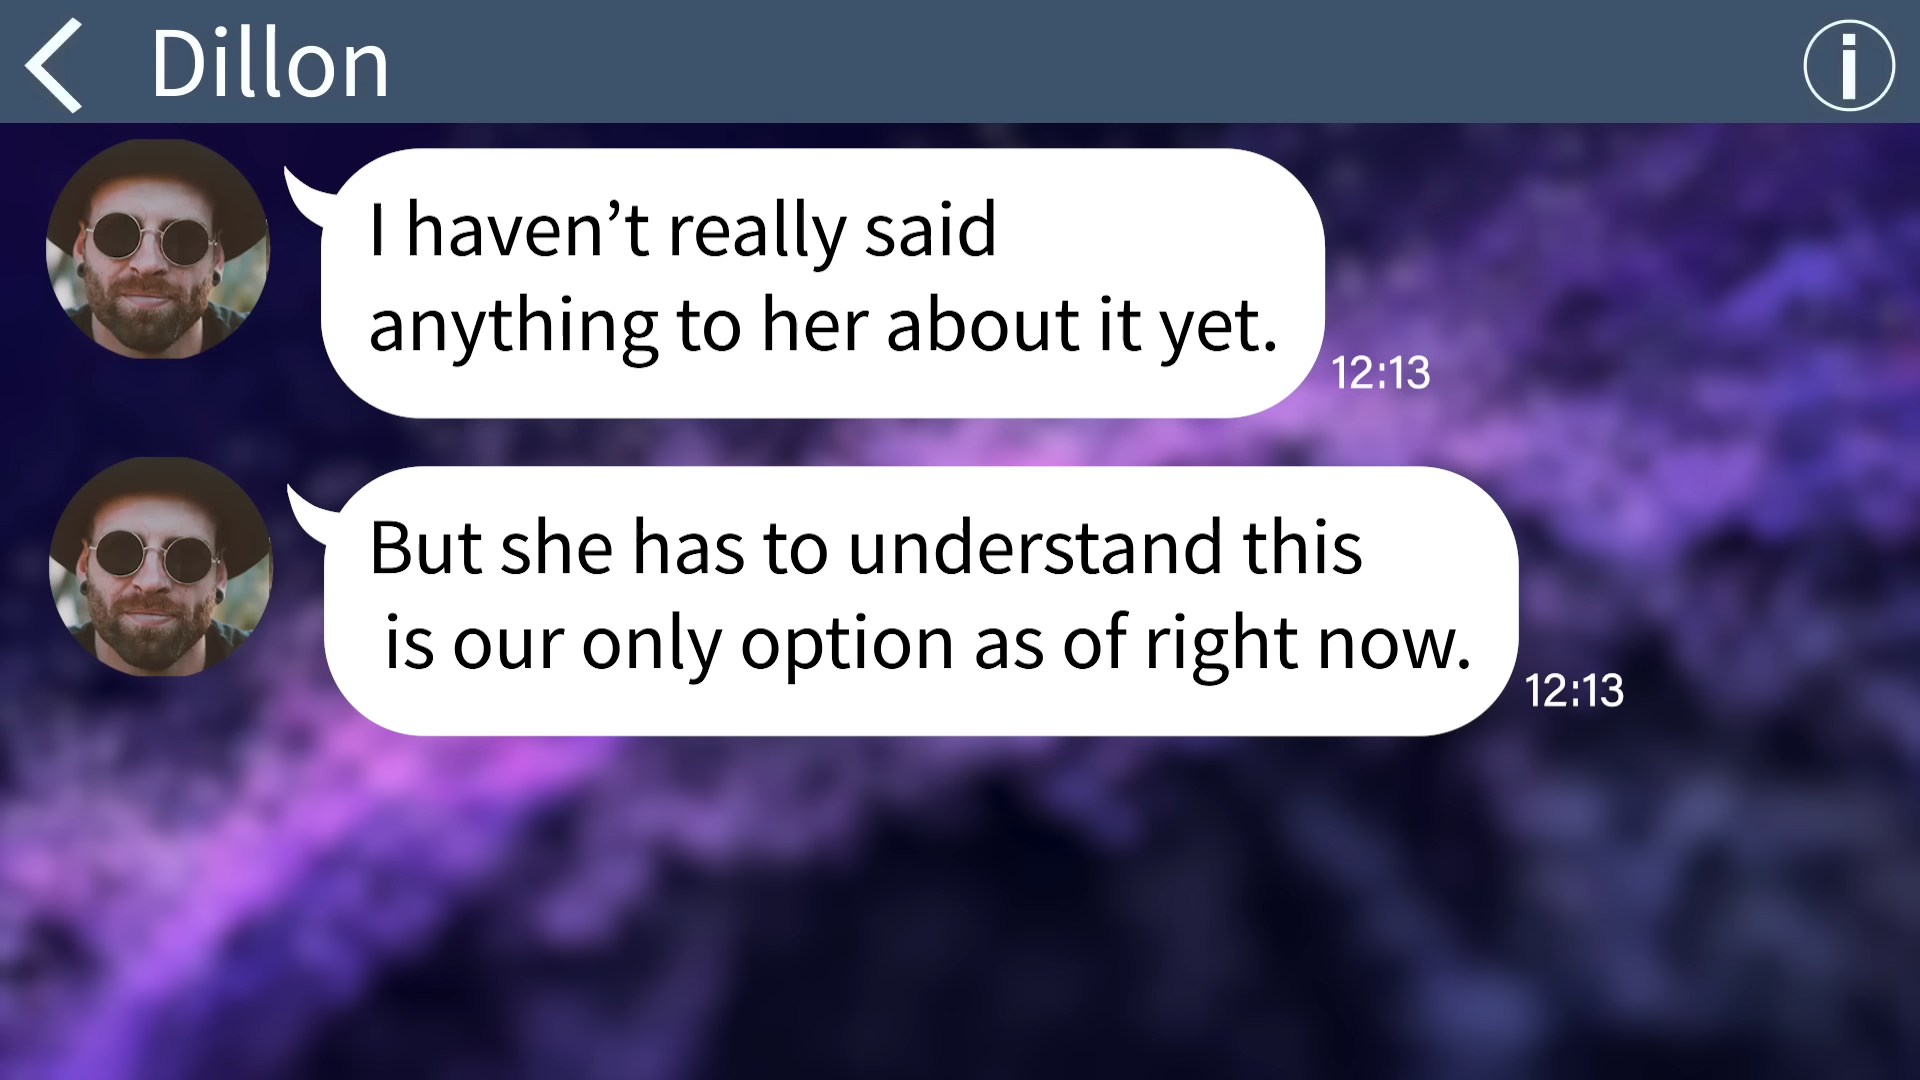 Dillon
I haven’t really said
anything to her about it yet.
12:13
But she has to understand this
is our only option as of right now.
12:13